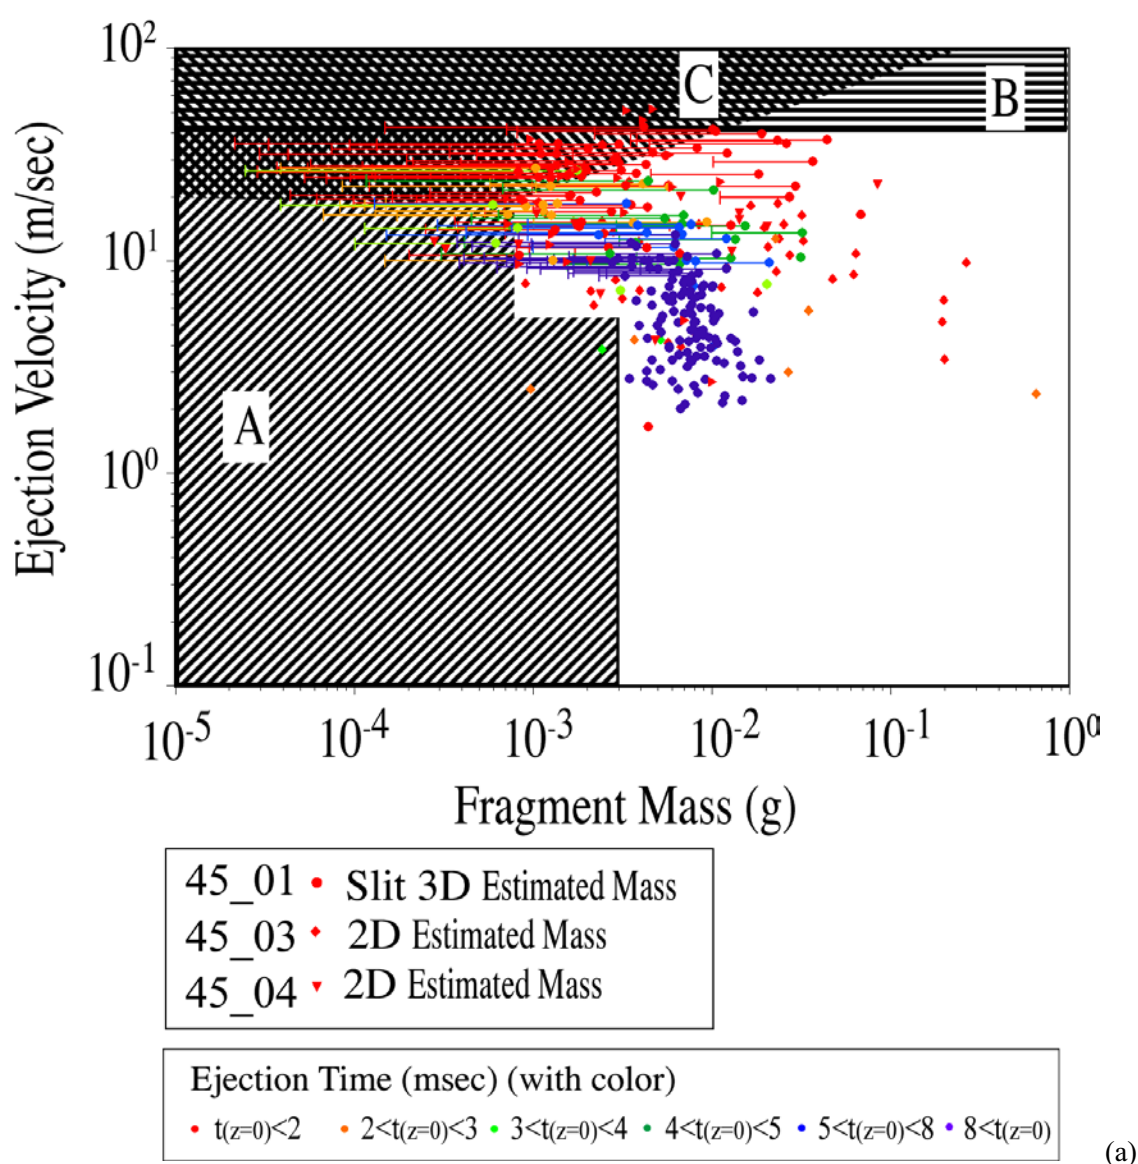 10²
C
B
Ejection Velocity (m/sec)
10¹
A
10⁰
10⁻¹
10⁻⁵ 10⁻⁴ 10⁻³ 10⁻² 10⁻¹ 10⁰
Fragment Mass (g)
45_01 Slit 3D Estimated Mass
45_03 2D Estimated Mass
45_04 2D Estimated Mass
Ejection Time (msec) (with color)
t(z=0)<2 2<t(z=0)<3 3<t(z=0)<4 4<t(z=0)<5 5<t(z=0)<8 8<t(z=0)
(a)